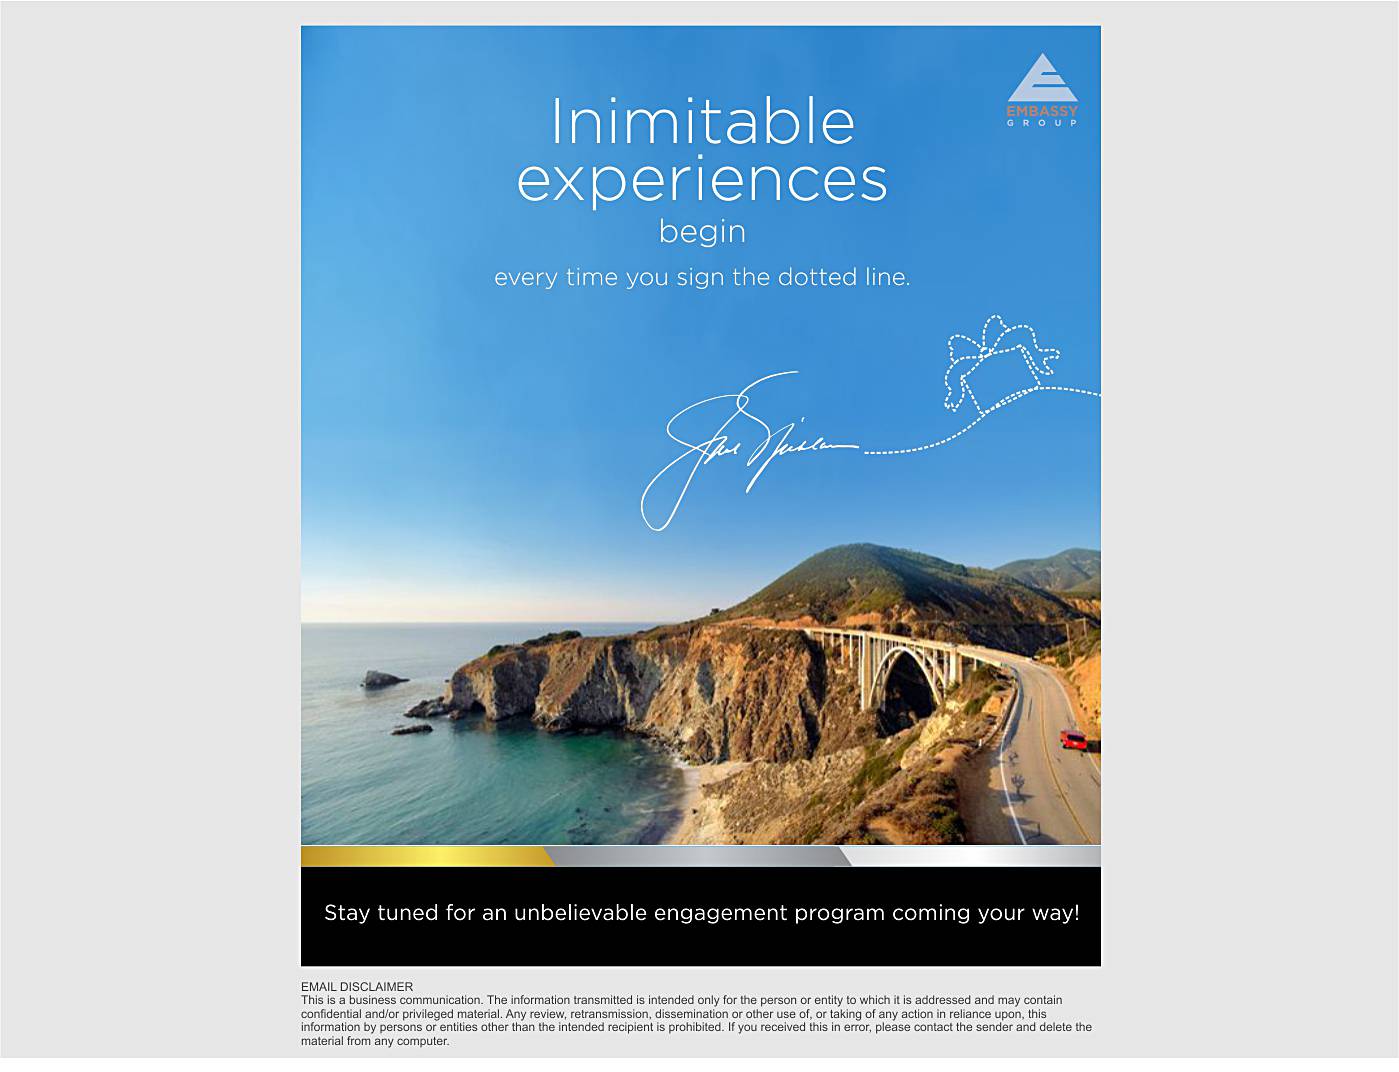 EMBASSY
GROUP
Inimitable
experiences
begin
every time you sign the dotted line.
Stay tuned for an unbelievable engagement program coming your way!
EMAIL DISCLAIMER
This is a business communication. The information transmitted is intended only for the person or entity to which it is addressed and may contain
confidential and/or privileged material. Any review, retransmission, dissemination or other use of, or taking of any action in reliance upon, this
information by persons or entities other than the intended recipient is prohibited. If you received this in error, please contact the sender and delete the
material from any computer.